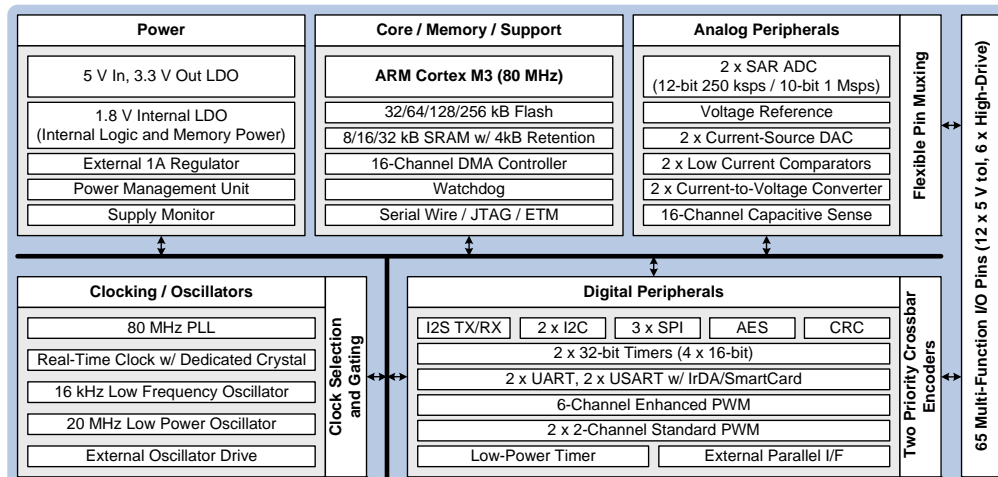 Power
5 V In, 3.3 V Out LDO
1.8 V Internal LDO
(Internal Logic and Memory Power)
External 1A Regulator
Power Management Unit
Supply Monitor
Core / Memory / Support
ARM Cortex M3 (80 MHz)
32/64/128/256 kB Flash
8/16/32 kB SRAM w/ 4kB Retention
16-Channel DMA Controller
Watchdog
Serial Wire / JTAG / ETM
Analog Peripherals
2 x SAR ADC
(12-bit 250 ksps / 10-bit 1 Msps)
Voltage Reference
2 x Current-Source DAC
2 x Low Current Comparators
2 x Current-to-Voltage Converter
16-Channel Capacitive Sense
Flexible Pin Muxing
65 Multi-Function I/O Pins (12 x 5 V tol, 6 x High-Drive)
Clocking / Oscillators
80 MHz PLL
Real-Time Clock w/ Dedicated Crystal
16 kHz Low Frequency Oscillator
20 MHz Low Power Oscillator
External Oscillator Drive
Clock Selection
and Gating
Digital Peripherals
I2S TX/RX
2 x I2C
3 x SPI
AES
CRC
2 x 32-bit Timers (4 x 16-bit)
2 x UART, 2 x USART w/ IrDA/SmartCard
6-Channel Enhanced PWM
2 x 2-Channel Standard PWM
Low-Power Timer
External Parallel I/F
Two Priority Crossbar
Encoders